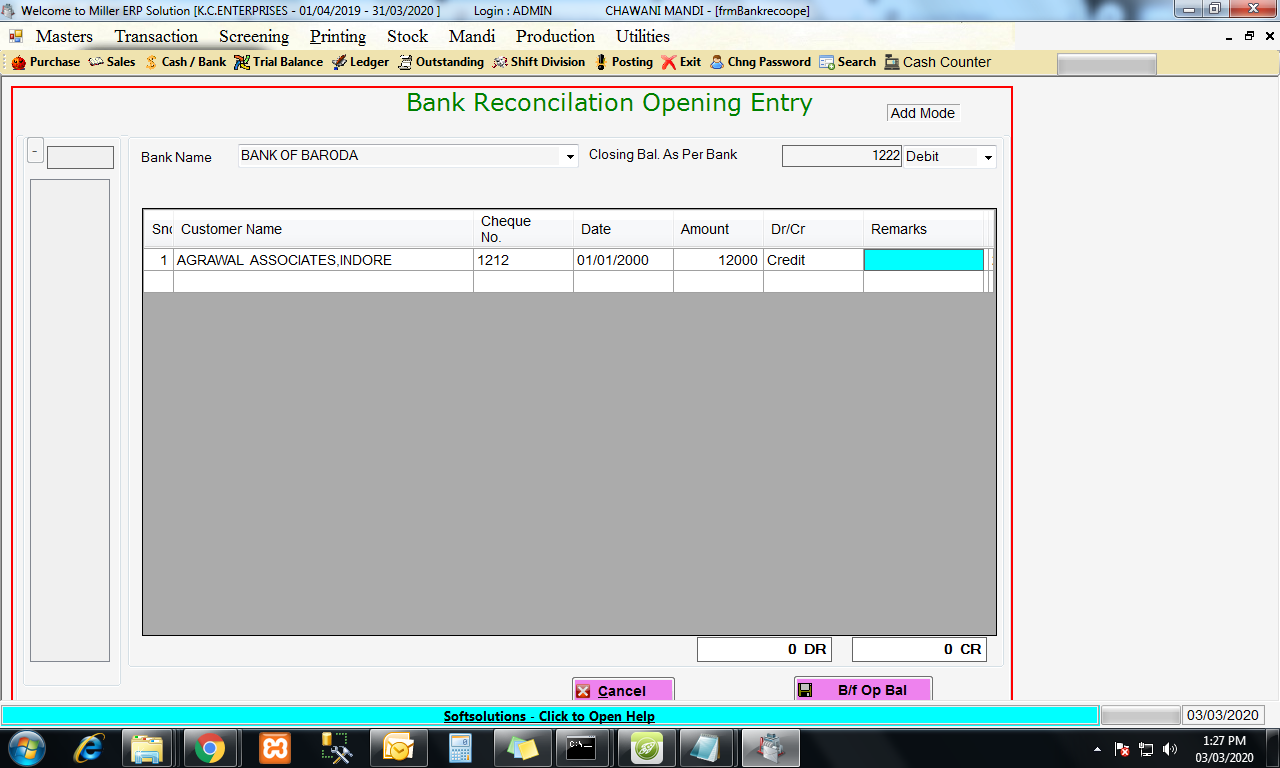 Welcome to Miller ERP Solution [K.C.ENTERPRISES - 01/04/2019 - 31/03/2020 ] Login : ADMIN CHAWANI MANDI - [frmBankrecoope]
Masters Transaction Screening Printing Stock Mandi Production Utilities
Purchase Sales Cash / Bank Trial Balance Ledger Outstanding Shift Division Posting Exit Chng Password Search Cash Counter
Bank Reconcilation Opening Entry
Add Mode
-
Bank Name BANK OF BARODA Closing Bal. As Per Bank 1222 Debit
Sno Customer Name Cheque No. Date Amount Dr/Cr Remarks
1 AGRAWAL ASSOCIATES,INDORE 1212 01/01/2000 12000 Credit
0 DR 0 CR
Cancel B/f Op Bal
Softsolutions - Click to Open Help 03/03/2020
C:\_
1:27 PM
03/03/2020